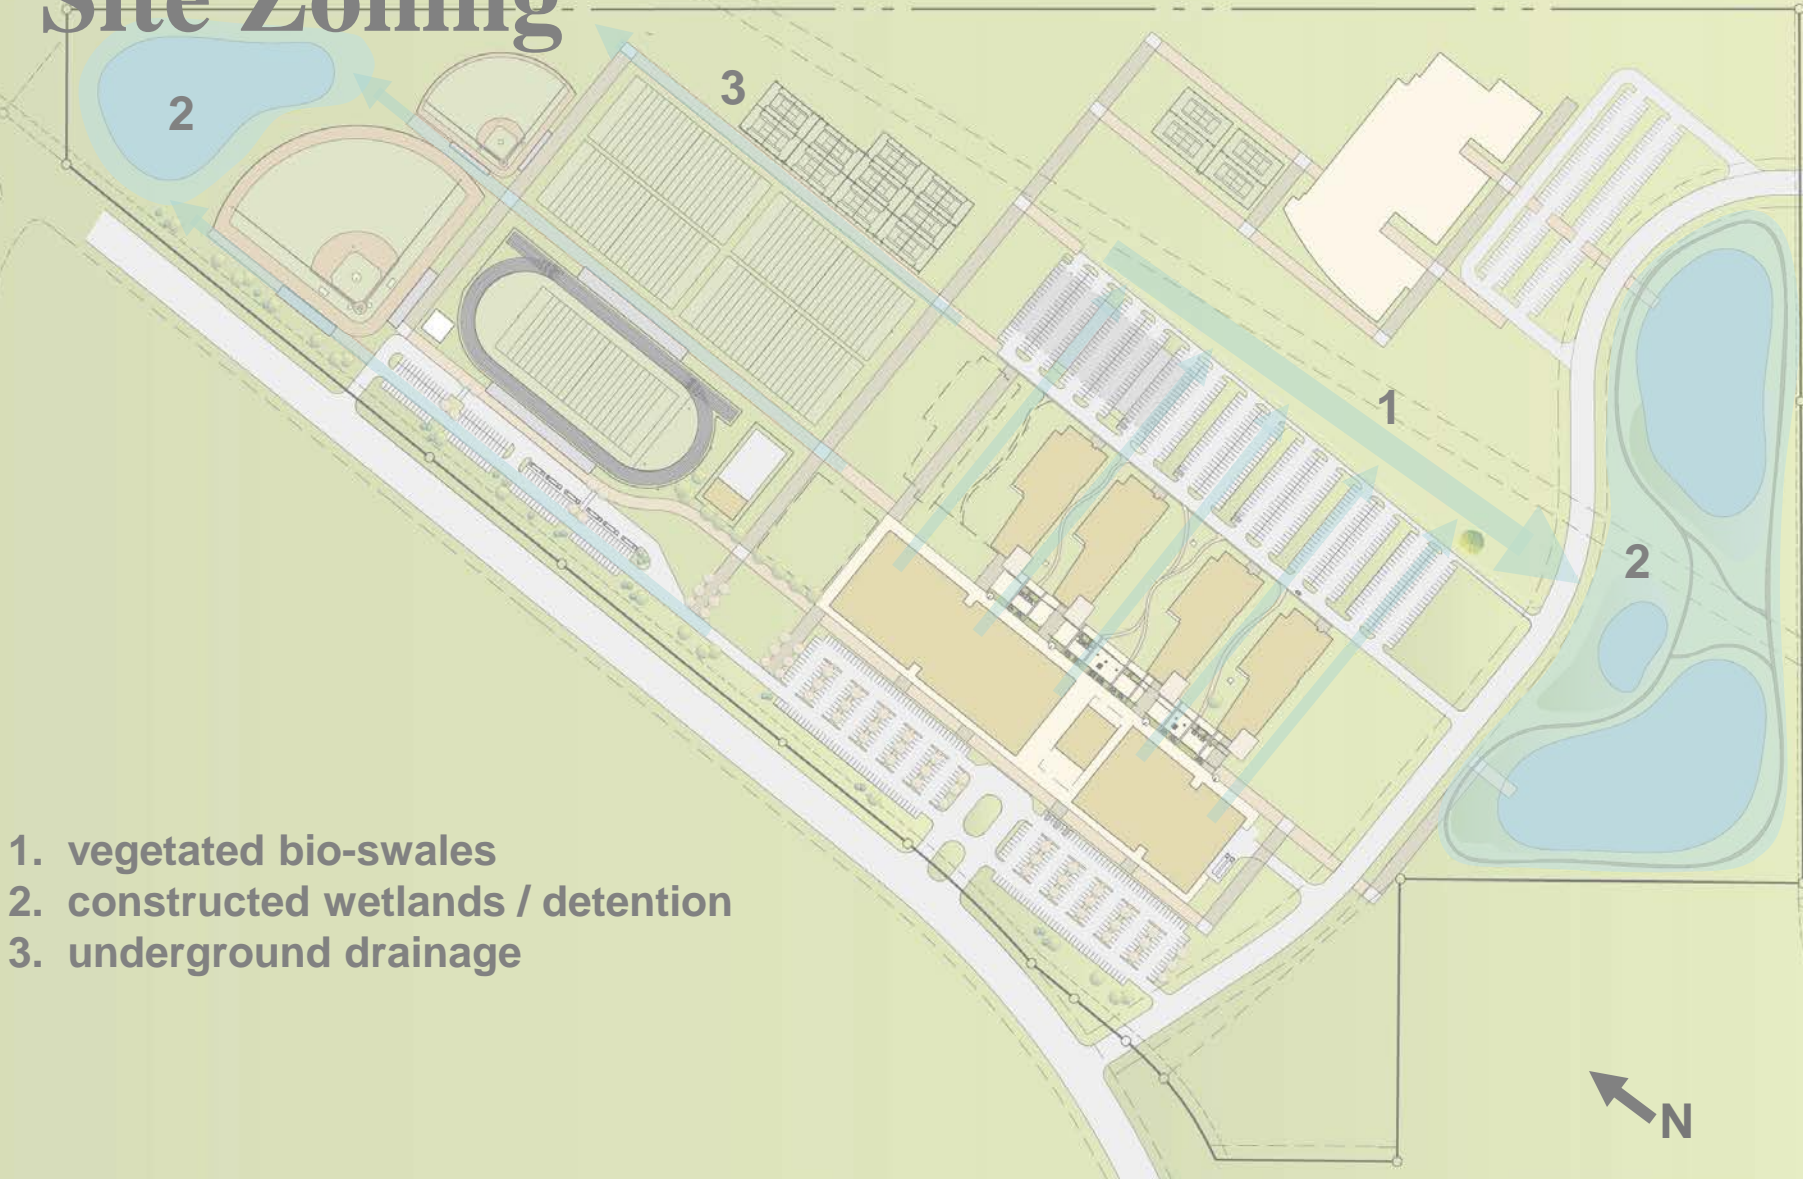 Site Zoning
2
3
1
2
1. vegetated bio-swales
2. constructed wetlands / detention
3. underground drainage
N